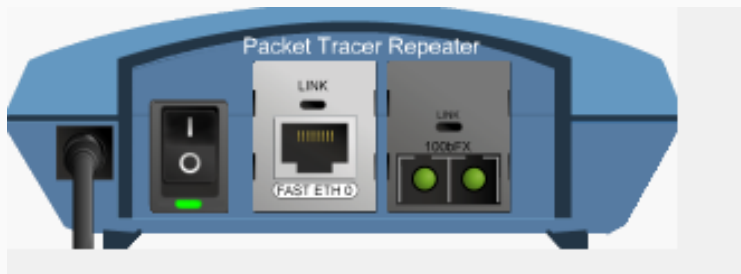 Packet Tracer Repeater
LINK
LINK
100bFX
FAST ETH 0